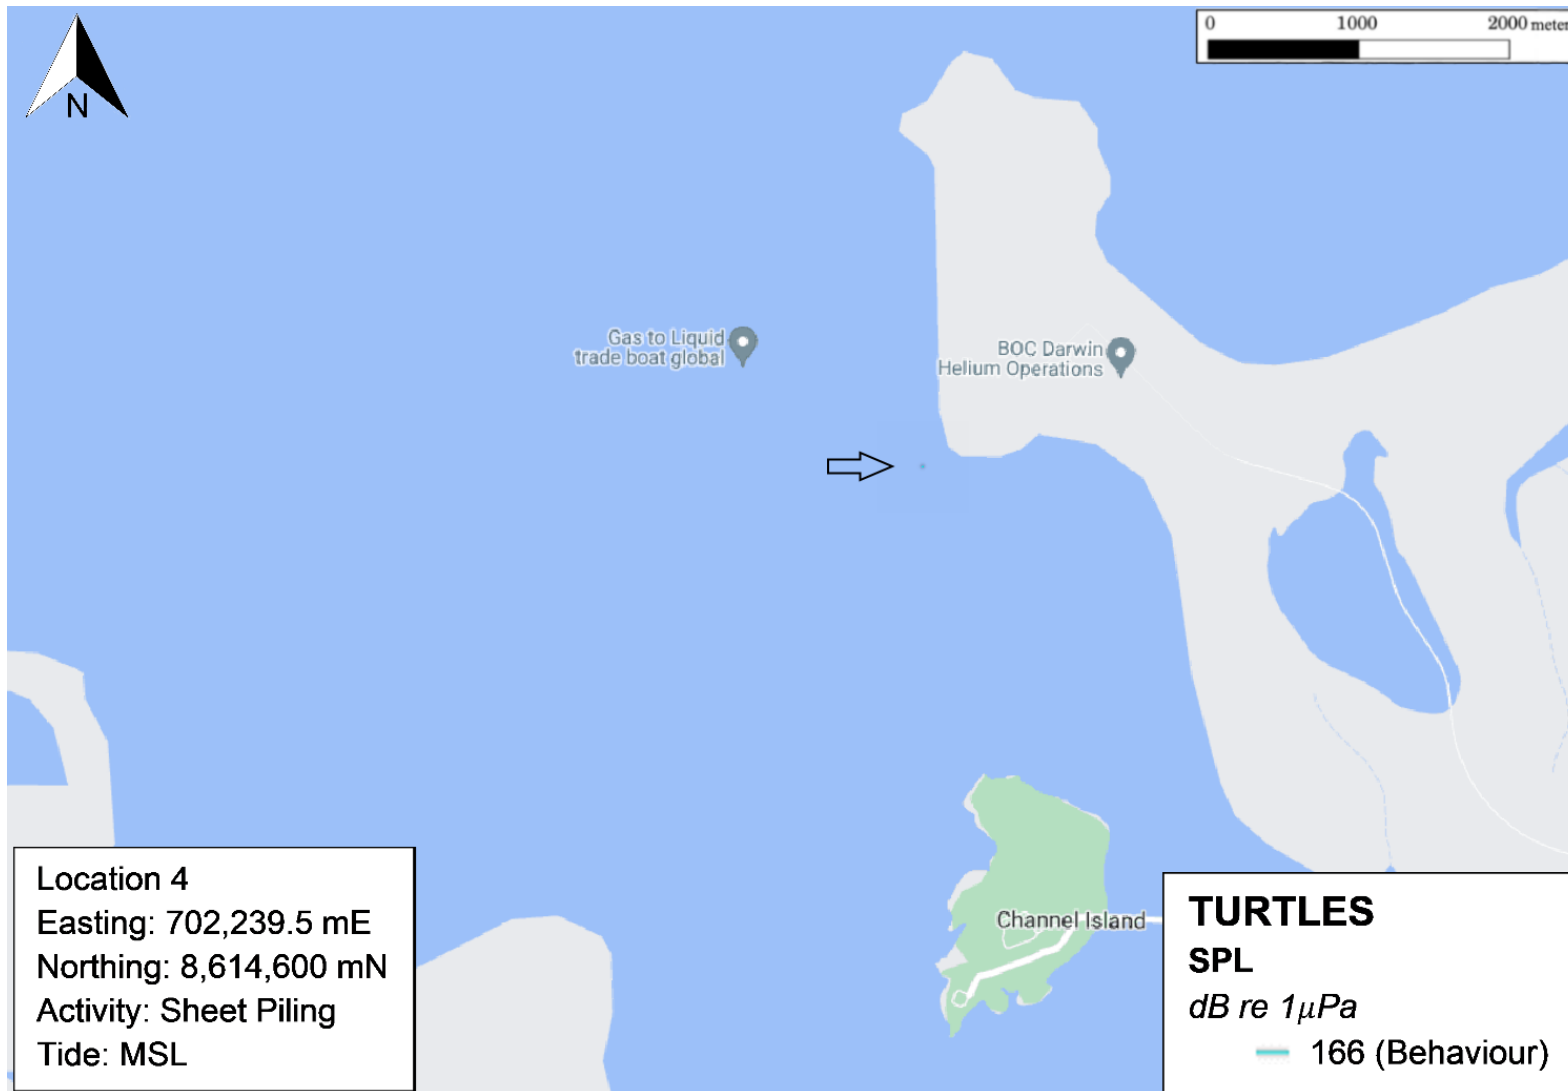 N
0 1000 2000 meter
Gas to Liquid
trade boat global
BOC Darwin
Helium Operations
Channel Island
Location 4
Easting: 702,239.5 mE
Northing: 8,614,600 mN
Activity: Sheet Piling
Tide: MSL
TURTLES
SPL
dB re 1μPa
166 (Behaviour)